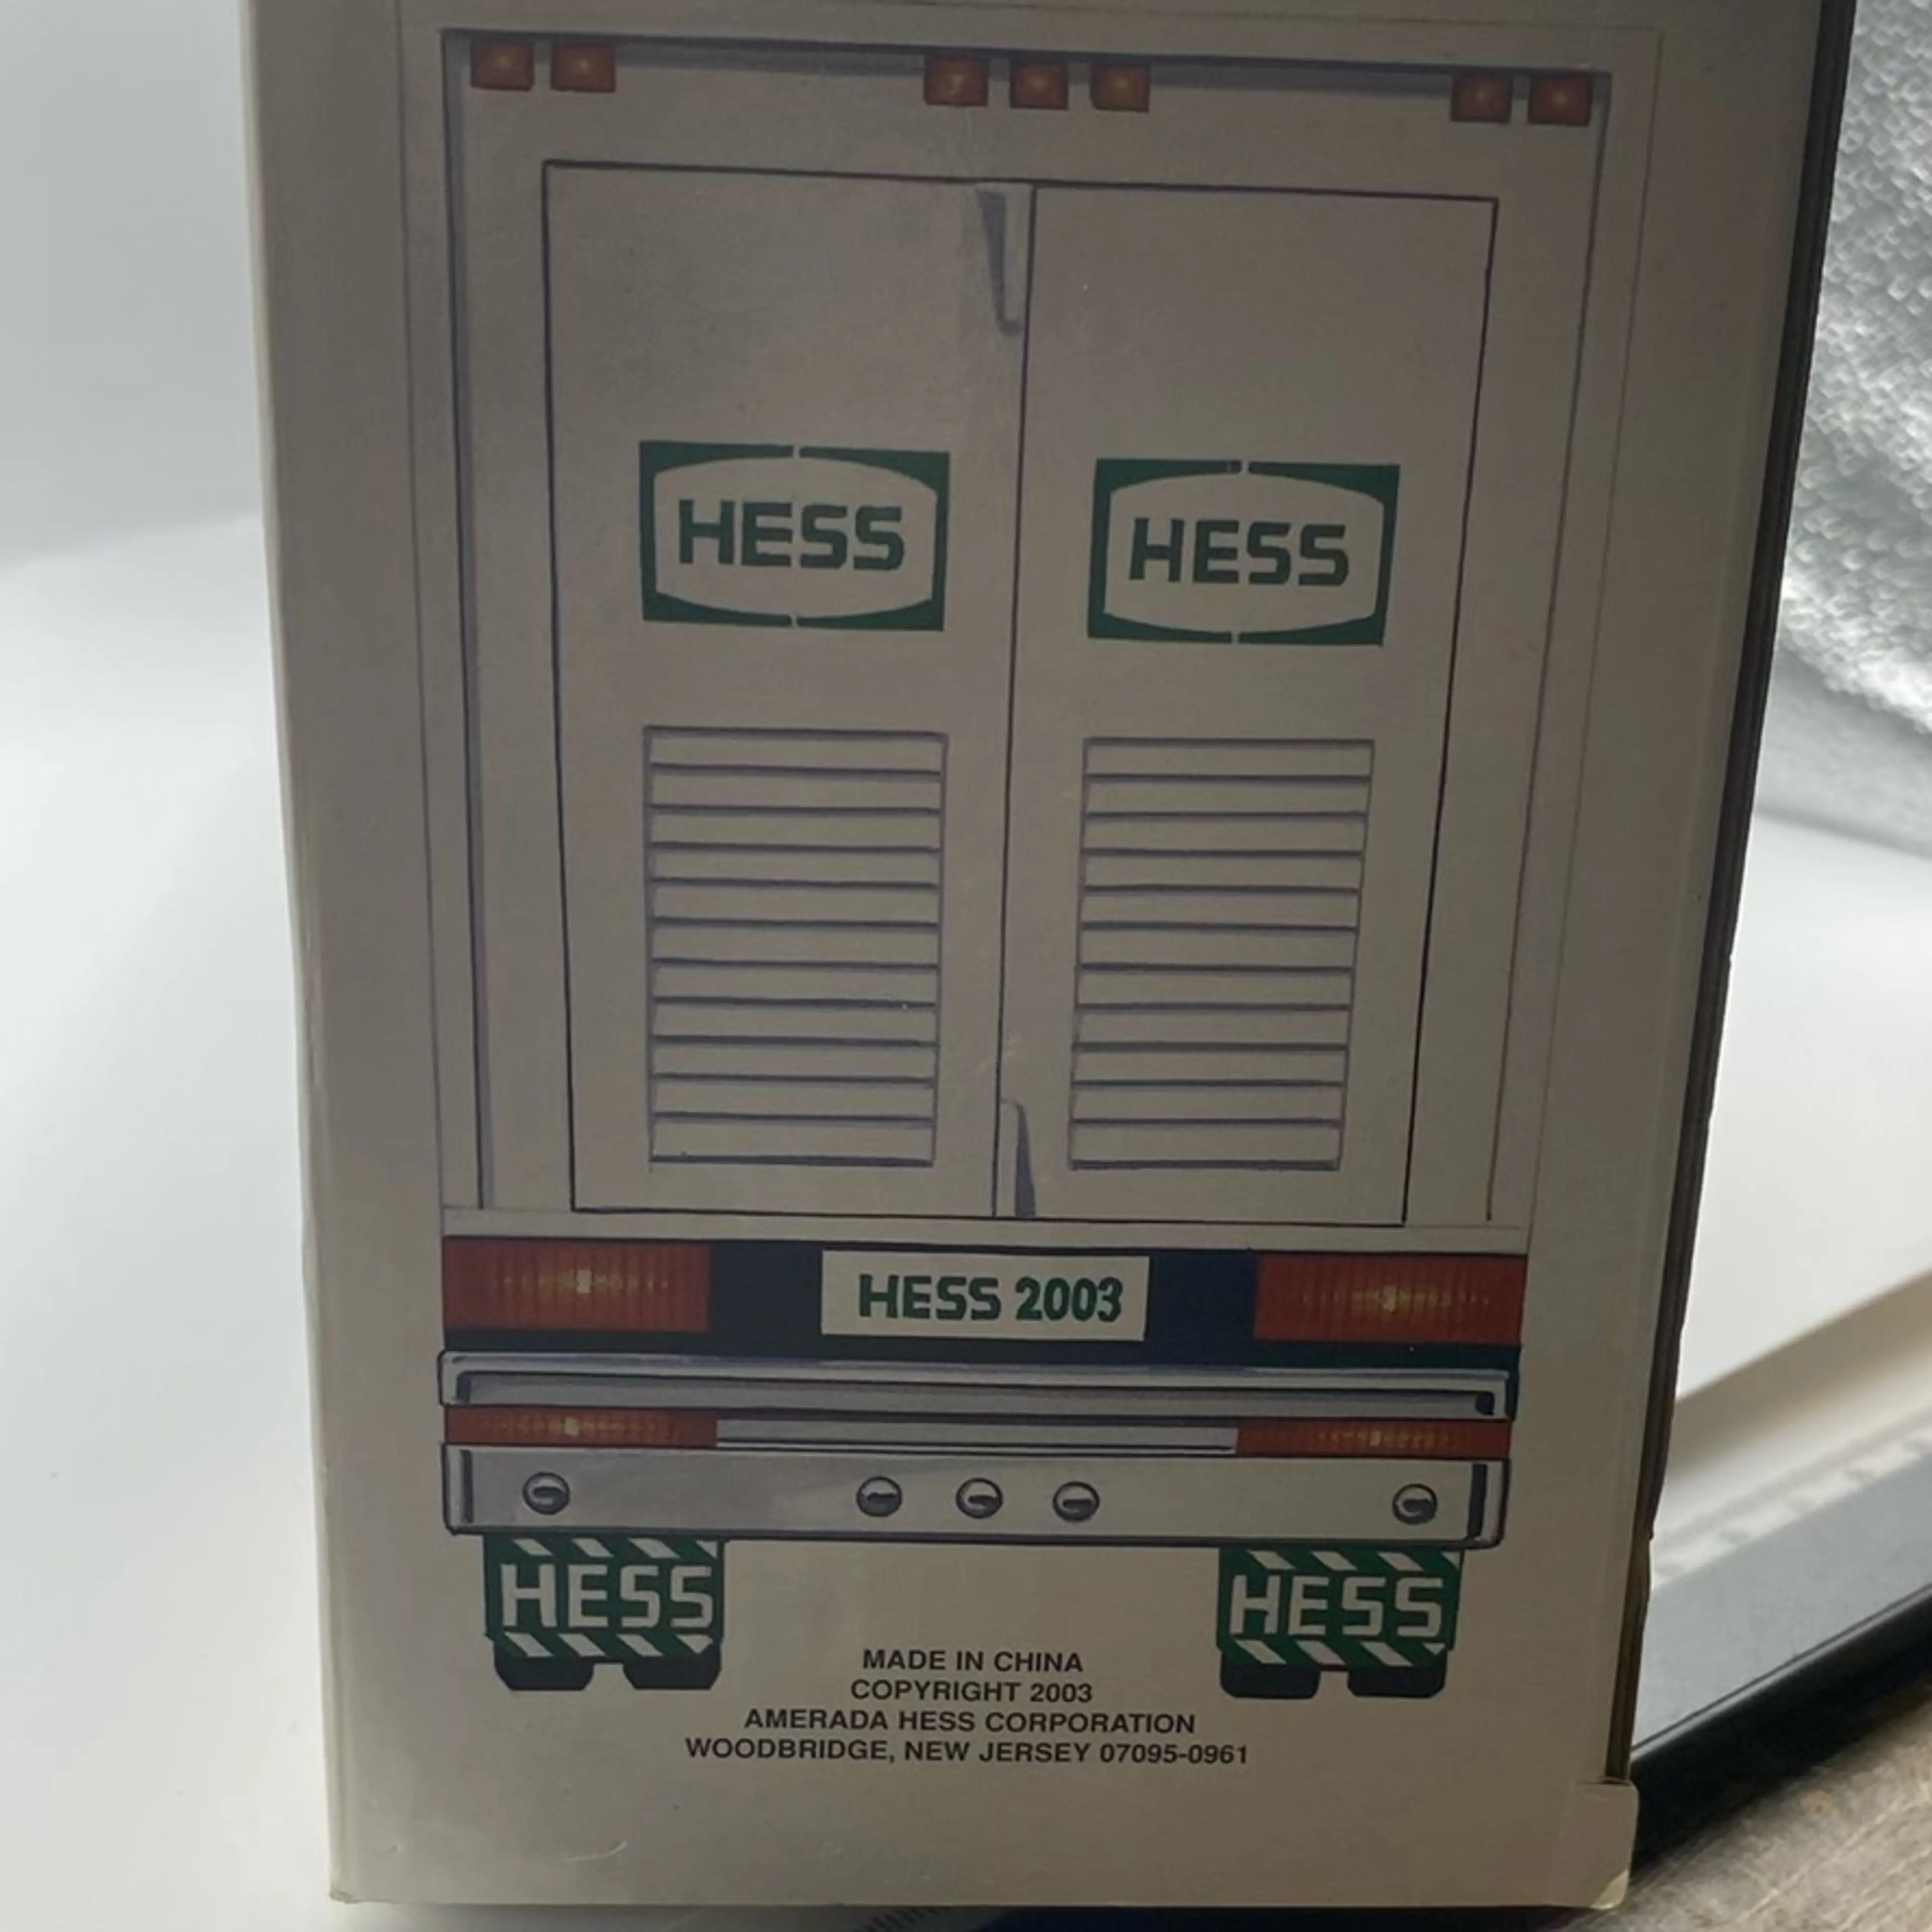 HESS HESS
HESS 2003
HESS HESS
MADE IN CHINA
COPYRIGHT 2003
AMERADA HESS CORPORATION
WOODBRIDGE, NEW JERSEY 07095-0961